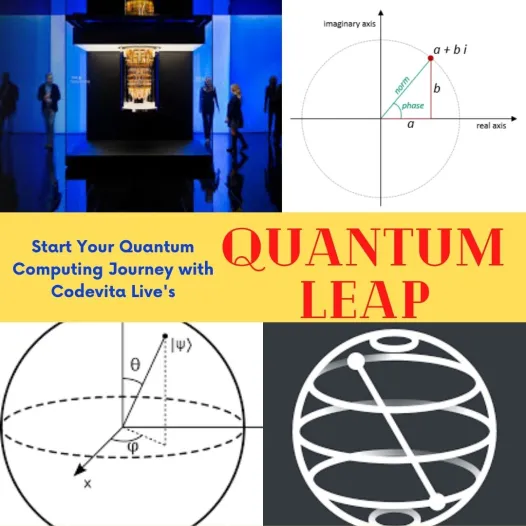 imaginary axis
a + b i
norm
phase
b
a
real axis
Start Your Quantum
Computing Journey with
Codevita Live's
QUANTUM
LEAP
|ψ⟩
θ
φ
x